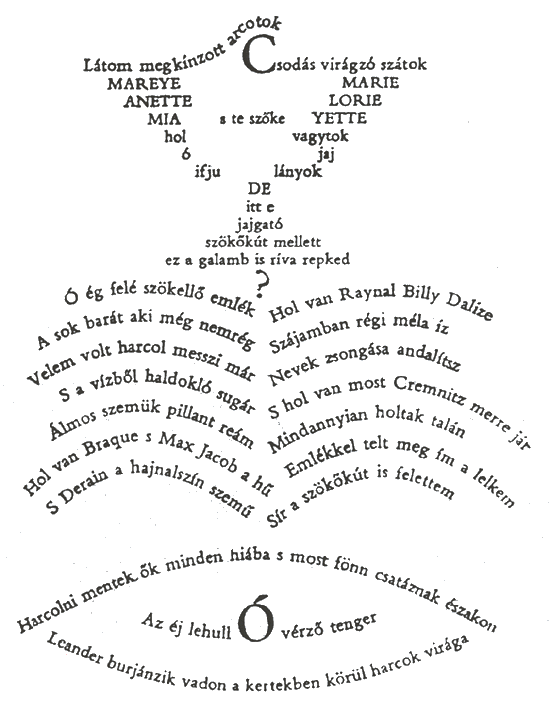 Látom megkínzott arcotok
Csodás virágzó szátok
MAREYE MARIE
ANETTE LORIE
MIA s te szőke YETTE
hol vagytok
ó jaj
ifju lányok
DE
itt e
jajgató
szökőkút mellett
ez a galamb is ríva repked
?
Ó ég felé szökellő emlék
A sok barát aki még nemrég
Velem volt harcol messzi már
S a vízből haldokló sugár
Álmos szemük pillant reám
Hol van Braque s Max Jacob a hű
S Derain a hajnalszín szemű
Hol van Raynal Billy Dalize
Szájamban régi méla íz
Nevek zsongása andalítsz
S hol van most Cremnitz merre jár
Mindannyian holtak talán
Emlékkel telt meg ím a lelkem
Sír a szökőkút is felettem
Harcolni mentek ők minden hiába s most fönn csatáznak északon
Az éj lehull Ó vérző tenger
Leander burjánzik vadon a kertekben körül harcok virága